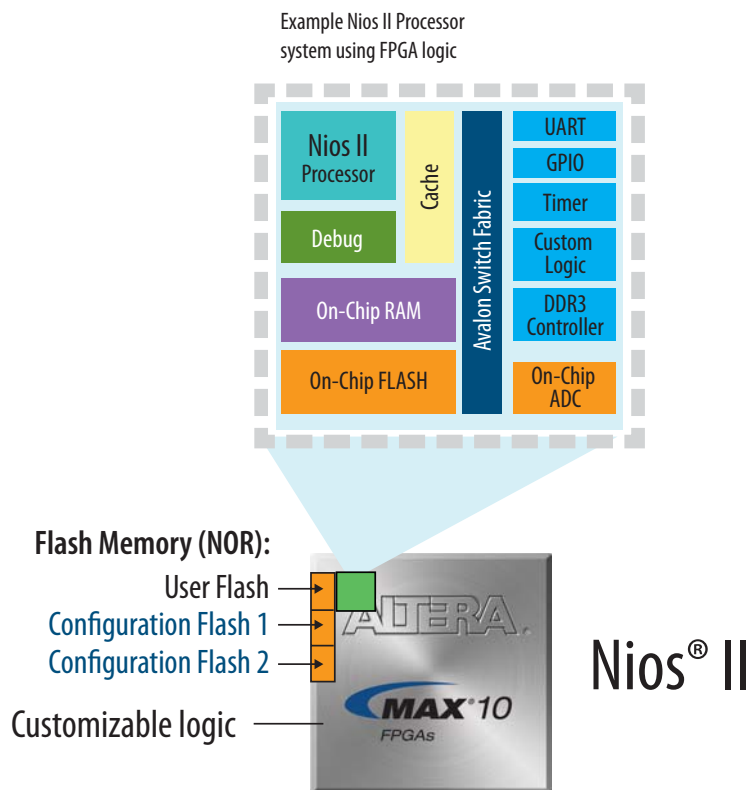 Example Nios II Processor
system using FPGA logic
Nios II
Processor
Debug
Cache
On-Chip RAM
On-Chip FLASH
Avalon Switch Fabric
UART
GPIO
Timer
Custom
Logic
DDR3
Controller
On-Chip
ADC
Flash Memory (NOR):
User Flash
Configuration Flash 1
Configuration Flash 2
Customizable logic
ALTERA.
MAX® 10
FPGAs
Nios® II